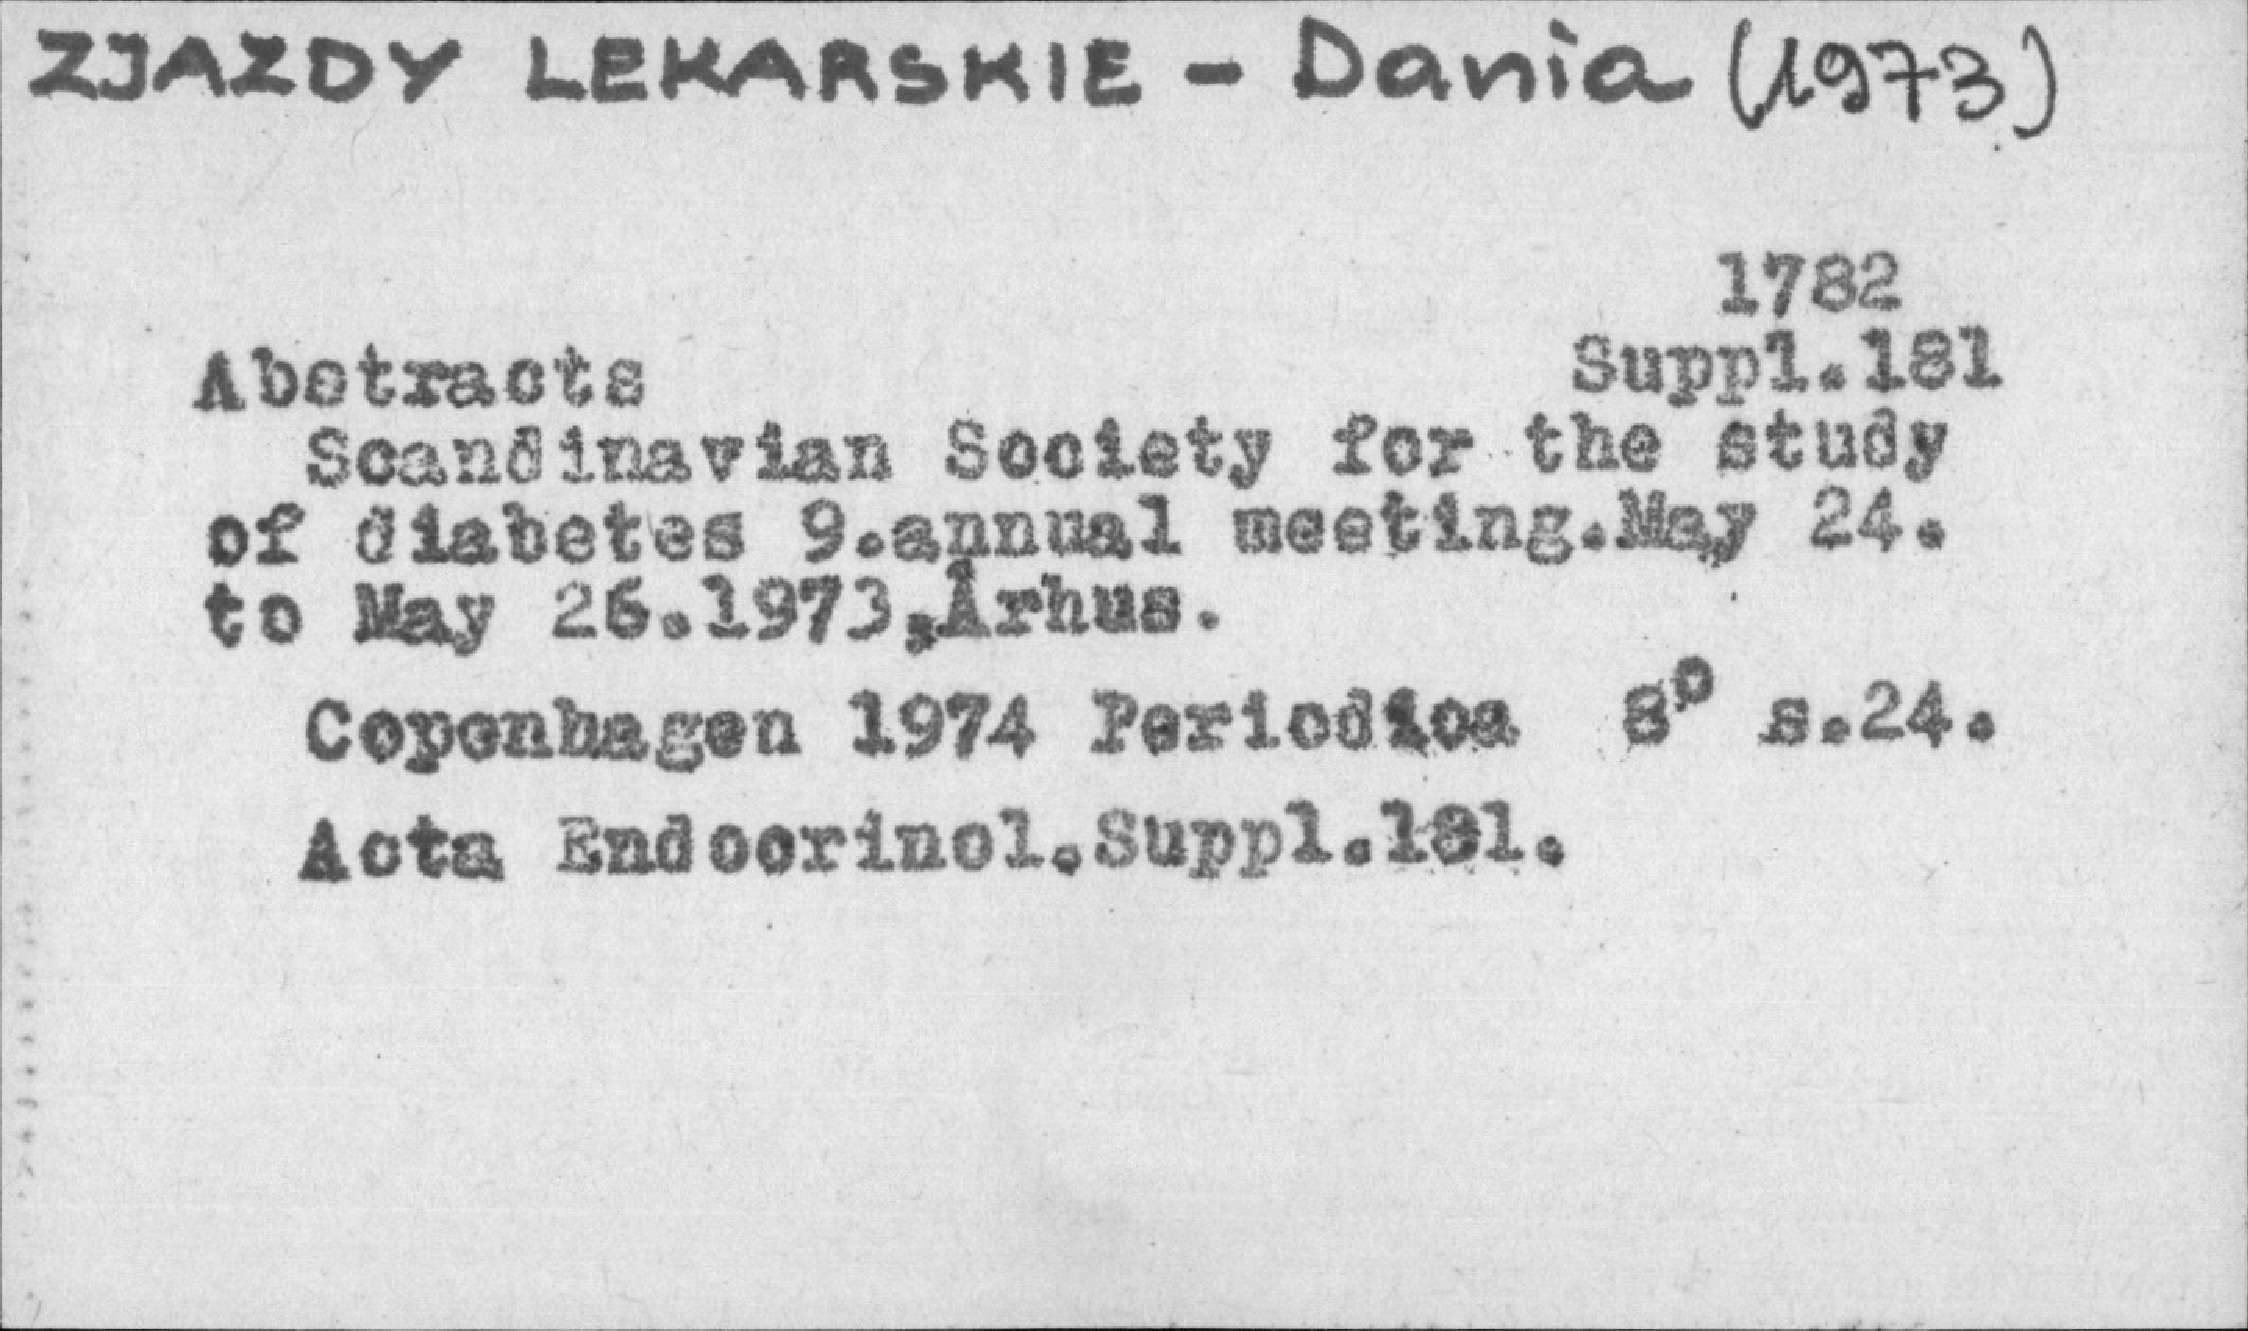 ZJAZDY LEKARSKIE - Dania (1973)
1782
Abstracts Suppl.181
Scandinavian Society for the study
of diabetes 9.annual meeting.May 24.
to May 26.1973,Århus.
Copenhagen 1974 Periodica 8° s.24.
Acta Endocrinol.Suppl.181.